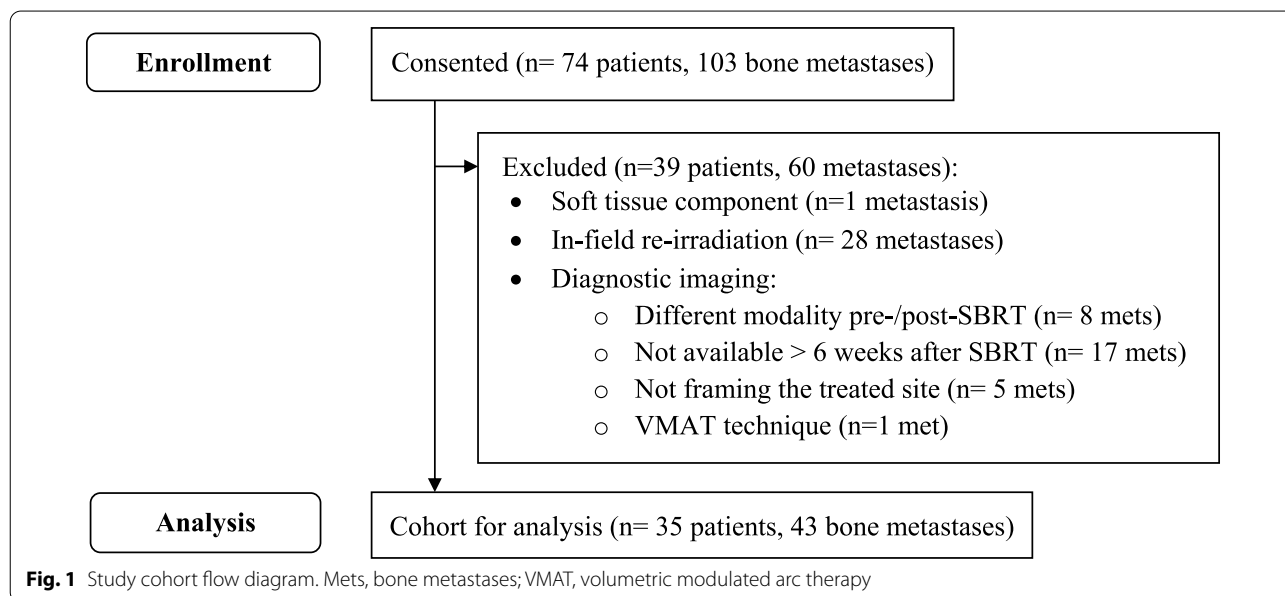 Enrollment
Consented (n= 74 patients, 103 bone metastases)
Excluded (n=39 patients, 60 metastases):
• Soft tissue component (n=1 metastasis)
• In-field re-irradiation (n= 28 metastases)
• Diagnostic imaging:
o Different modality pre-/post-SBRT (n= 8 mets)
o Not available > 6 weeks after SBRT (n= 17 mets)
o Not framing the treated site (n= 5 mets)
o VMAT technique (n=1 met)
Analysis
Cohort for analysis (n= 35 patients, 43 bone metastases)
Fig. 1 Study cohort flow diagram. Mets, bone metastases; VMAT, volumetric modulated arc therapy